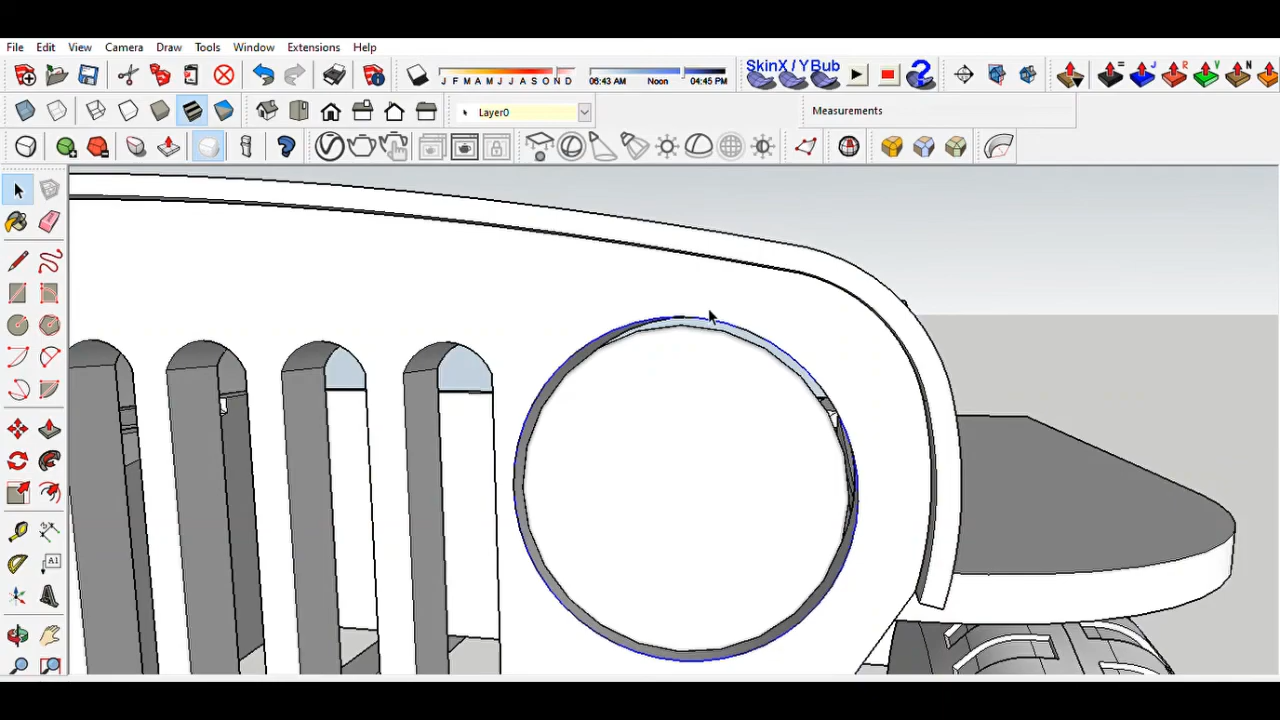 File Edit View Camera Draw Tools Window Extensions Help
J F M A M J J A S O N D
06:43 AM Noon 04:45 PM
SkinX / YBub
?
= J R V N
Layer0
Measurements
A1